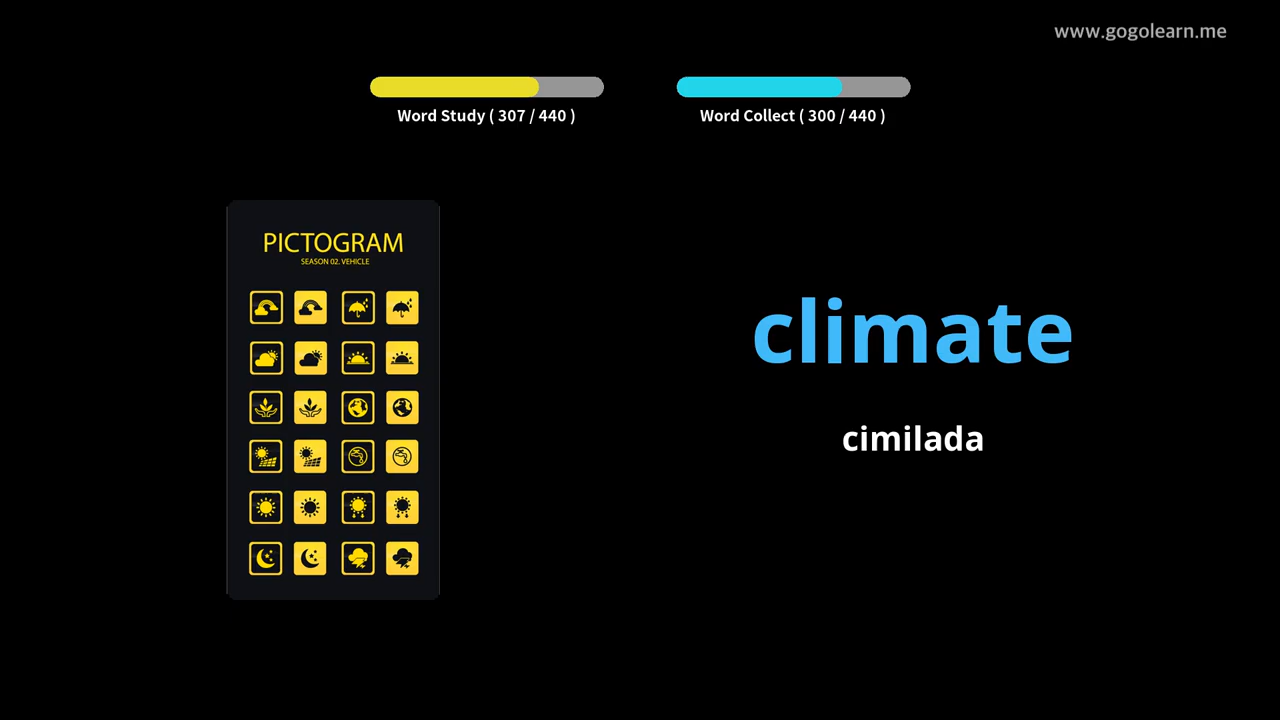 www.gogolearn.me
Word Study ( 307 / 440 )
Word Collect ( 300 / 440 )
PICTOGRAM
SEASON 02. VEHICLE
climate
cimilada